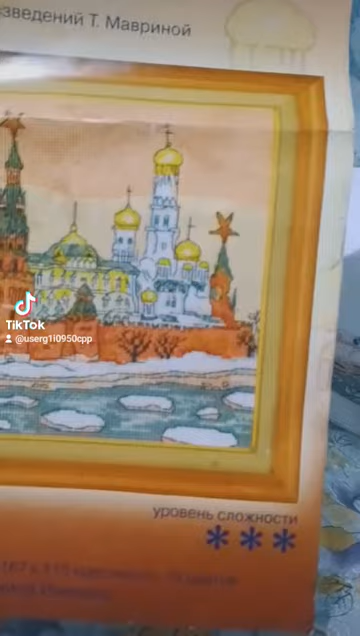 зведений Т. Мавриной
TikTok
@userg1i0950cpp
уровень сложности
***